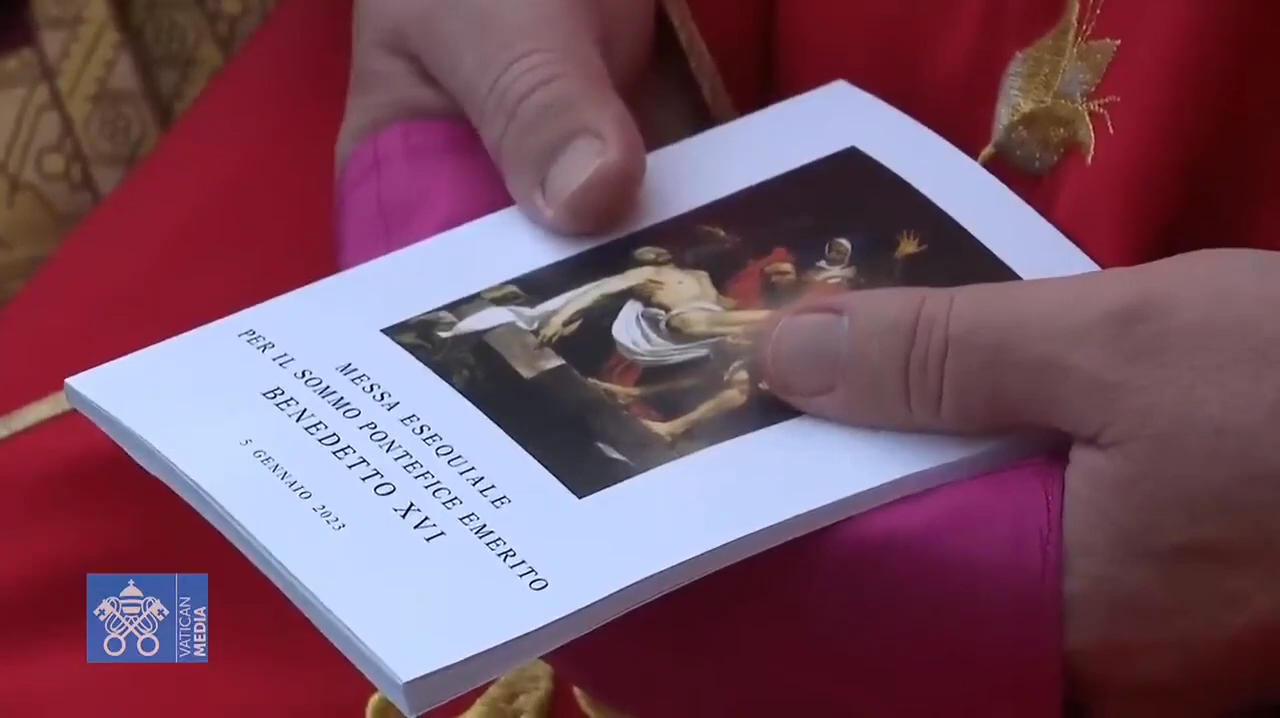 MESSA ESEQUIALE
PER IL SOMMO PONTEFICE EMERITO
BENEDETTO XVI
5 GENNAIO 2023
VATICAN
MEDIA